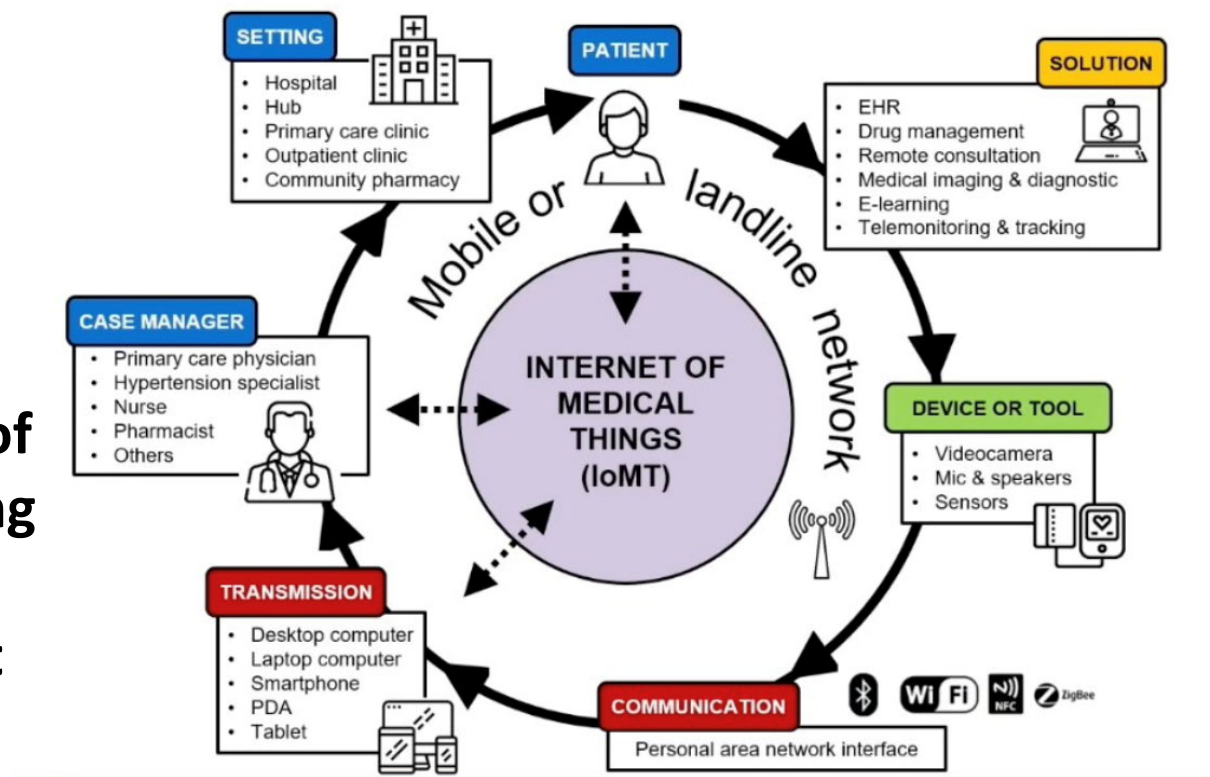 SETTING
• Hospital
• Hub
• Primary care clinic
• Outpatient clinic
• Community pharmacy
PATIENT
SOLUTION
• EHR
• Drug management
• Remote consultation
• Medical imaging & diagnostic
• E-learning
• Telemonitoring & tracking
Mobile or landline network
CASE MANAGER
• Primary care physician
• Hypertension specialist
• Nurse
• Pharmacist
• Others
INTERNET OF
MEDICAL
THINGS
(IoMT)
DEVICE OR TOOL
• Videocamera
• Mic & speakers
• Sensors
of
TRANSMISSION
• Desktop computer
• Laptop computer
• Smartphone
• PDA
• Tablet
COMMUNICATION
Personal area network interface
WiFi
NFC
ZigBee